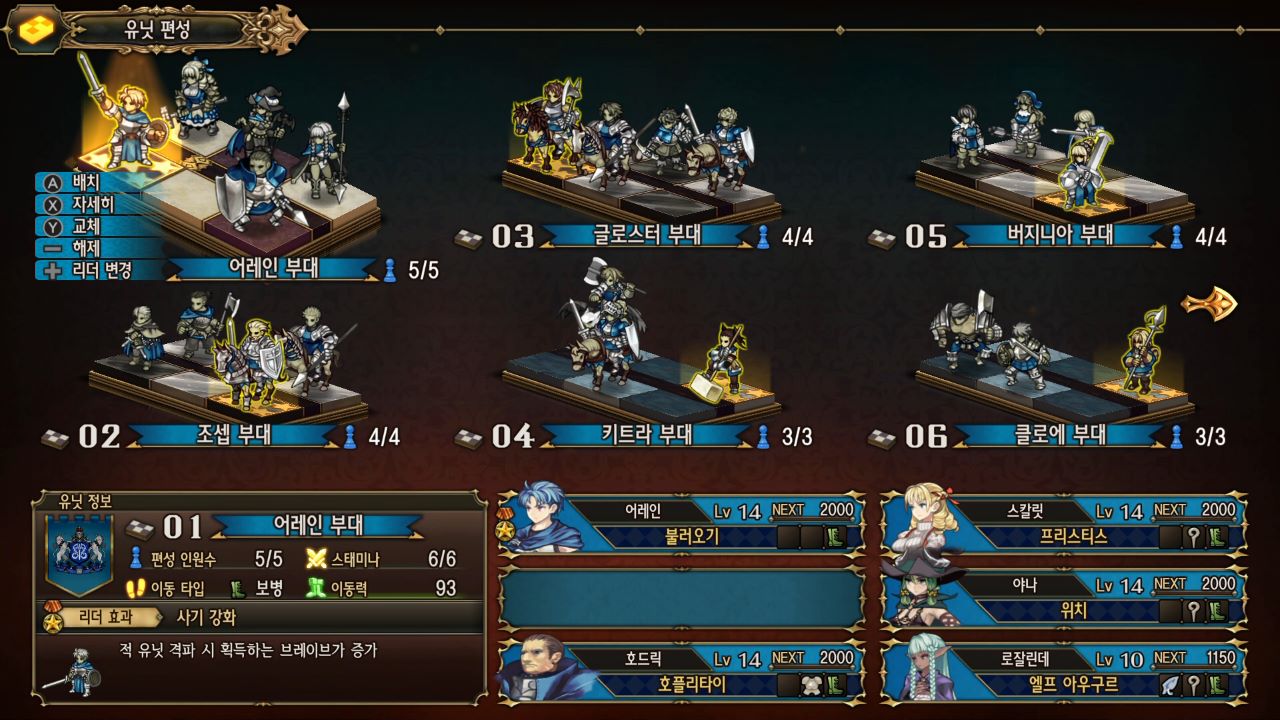 유닛 편성
A 배치
X 자세히
Y 교체
해제
리더 변경
어레인 부대 5/5
03 글로스터 부대 4/4
05 버지니아 부대 4/4
02 조셉 부대 4/4
04 키트라 부대 3/3
06 클로에 부대 3/3
유닛 정보
01 어레인 부대
편성 인원수 5/5 스태미나 6/6
이동 타입 보병 이동력 93
리더 효과 사기 강화
적 유닛 격파 시 획득하는 브레이브가 증가
어레인 Lv 14 NEXT 2000
불러오기
스칼릿 Lv 14 NEXT 2000
프리스티스
야나 Lv 14 NEXT 2000
위치
호드릭 Lv 14 NEXT 2000
호플리타이
로잘린데 Lv 10 NEXT 1150
엘프 아우구르